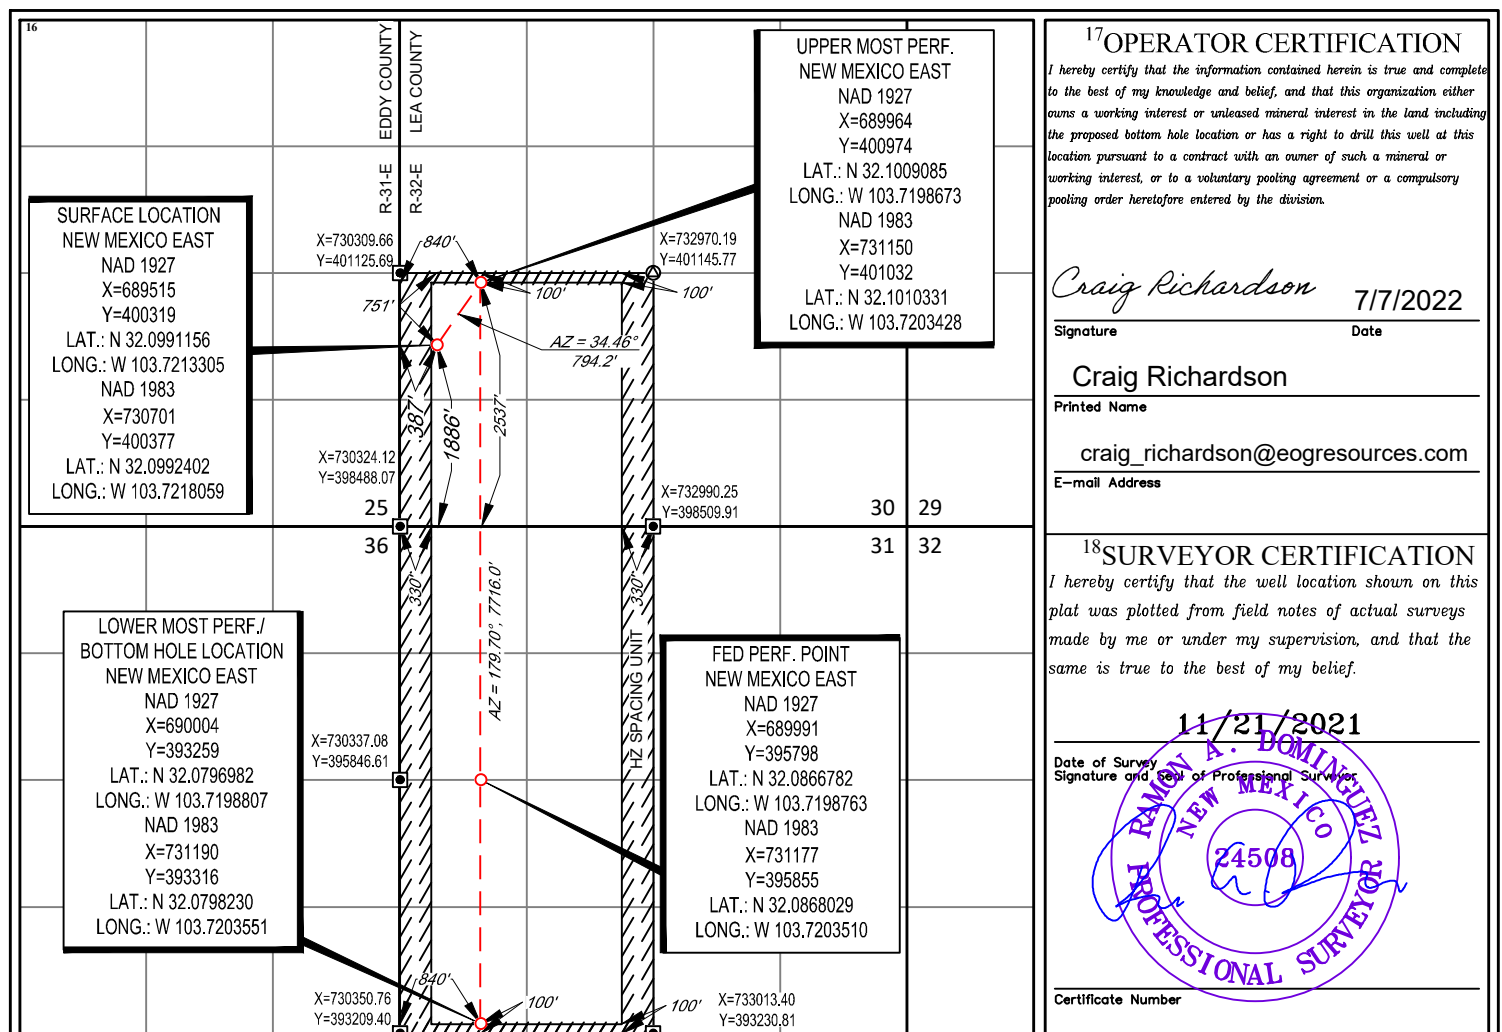 16
EDDY COUNTY
LEA COUNTY
R-31-E
R-32-E
UPPER MOST PERF.
NEW MEXICO EAST
NAD 1927
X=689964
Y=400974
LAT.: N 32.1009085
LONG.: W 103.7198673
NAD 1983
X=731150
Y=401032
LAT.: N 32.1010331
LONG.: W 103.7203428
SURFACE LOCATION
NEW MEXICO EAST
NAD 1927
X=689515
Y=400319
LAT.: N 32.0991156
LONG.: W 103.7213305
NAD 1983
X=730701
Y=400377
LAT.: N 32.0992402
LONG.: W 103.7218059
X=730309.66
Y=401125.69
840'
X=732970.19
Y=401145.77
751'
100'
100'
AZ = 34.46°
794.2'
387'
1886'
2537'
X=730324.12
Y=398488.07
X=732990.25
Y=398509.91
25
30
29
36
31
32
330'
330'
AZ = 179.70°, 7716.0'
HZ SPACING UNIT
LOWER MOST PERF./
BOTTOM HOLE LOCATION
NEW MEXICO EAST
NAD 1927
X=690004
Y=393259
LAT.: N 32.0796982
LONG.: W 103.7198807
NAD 1983
X=731190
Y=393316
LAT.: N 32.0798230
LONG.: W 103.7203551
X=730337.08
Y=395846.61
FED PERF. POINT
NEW MEXICO EAST
NAD 1927
X=689991
Y=395798
LAT.: N 32.0866782
LONG.: W 103.7198763
NAD 1983
X=731177
Y=395855
LAT.: N 32.0868029
LONG.: W 103.7203510
840'
100'
100'
X=730350.76
Y=393209.40
X=733013.40
Y=393230.81
17OPERATOR CERTIFICATION
I hereby certify that the information contained herein is true and complete
to the best of my knowledge and belief, and that this organization either
owns a working interest or unleased mineral interest in the land including
the proposed bottom hole location or has a right to drill this well at this
location pursuant to a contract with an owner of such a mineral or
working interest, or to a voluntary pooling agreement or a compulsory
pooling order heretofore entered by the division.
Craig Richardson 7/7/2022
Signature Date
Craig Richardson
Printed Name
craig_richardson@eogresources.com
E-mail Address
18SURVEYOR CERTIFICATION
I hereby certify that the well location shown on this
plat was plotted from field notes of actual surveys
made by me or under my supervision, and that the
same is true to the best of my belief.
11/21/2021
Date of Survey
Signature and Seal of Professional Surveyor
RAMON A. DOMINGUEZ
NEW MEXICO
24508
PROFESSIONAL SURVEYOR
Certificate Number